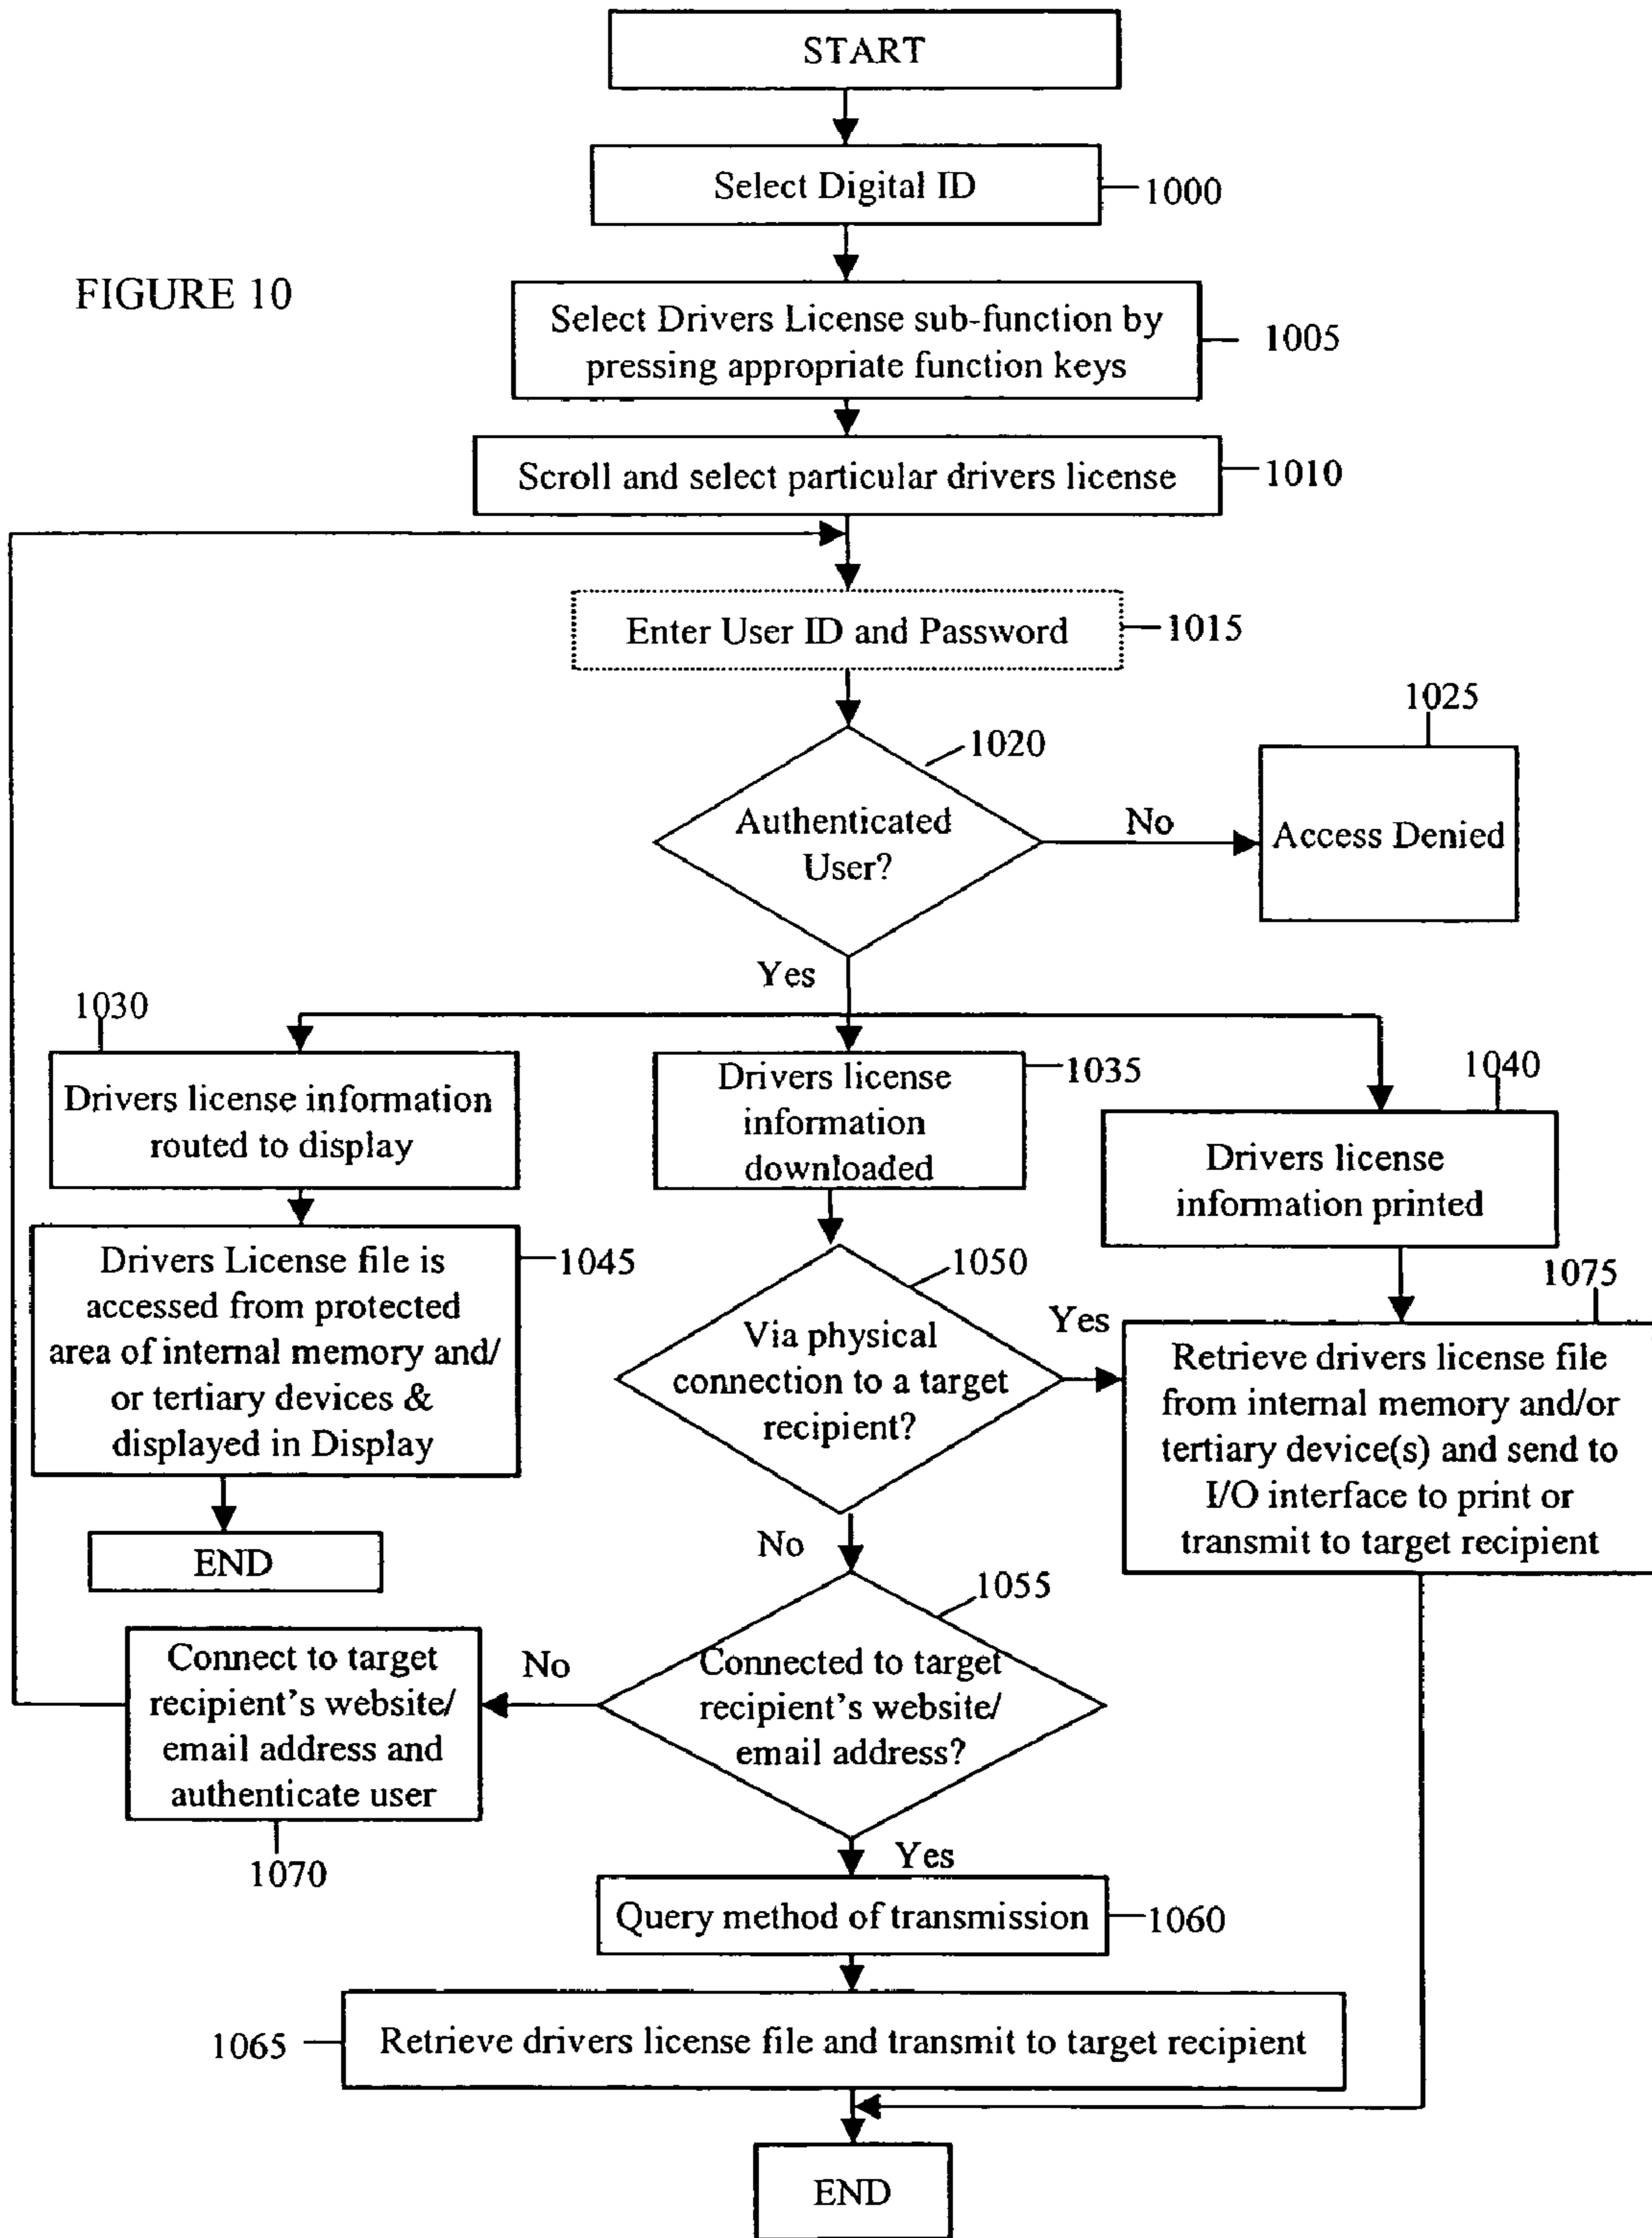 START
Select Digital ID
1000
FIGURE 10
Select Drivers License sub-function by
pressing appropriate function keys
1005
Scroll and select particular drivers license
1010
Enter User ID and Password
1015
1025
1020
Authenticated
User?
No
Access Denied
Yes
1030
Drivers license information
routed to display
1035
Drivers license
information
downloaded
1040
Drivers license
information printed
Drivers License file is
accessed from protected
area of internal memory and/
or tertiary devices &
displayed in Display
1045
1050
Via physical
connection to a target
recipient?
Yes
1075
Retrieve drivers license file
from internal memory and/or
tertiary device(s) and send to
I/O interface to print or
transmit to target recipient
END
No
1055
Connected to target
recipient's website/
email address?
No
Connect to target
recipient's website/
email address and
authenticate user
1070
Yes
Query method of transmission
1060
1065
Retrieve drivers license file and transmit to target recipient
END